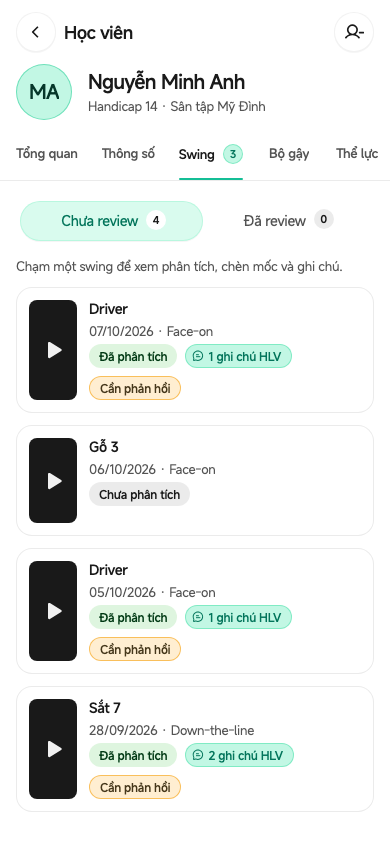 Học viên
MA
Nguyễn Minh Anh
Handicap 14 · Sân tập Mỹ Đình
Tổng quan Thông số Swing 3 Bộ gậy Thể lực
Chưa review 4 Đã review 0
Chạm một swing để xem phân tích, chèn mốc và ghi chú.
Driver
07/10/2026 · Face-on
Đã phân tích 1 ghi chú HLV
Cần phản hồi
Gỗ 3
06/10/2026 · Face-on
Chưa phân tích
Driver
05/10/2026 · Face-on
Đã phân tích 1 ghi chú HLV
Cần phản hồi
Sắt 7
28/09/2026 · Down-the-line
Đã phân tích 2 ghi chú HLV
Cần phản hồi